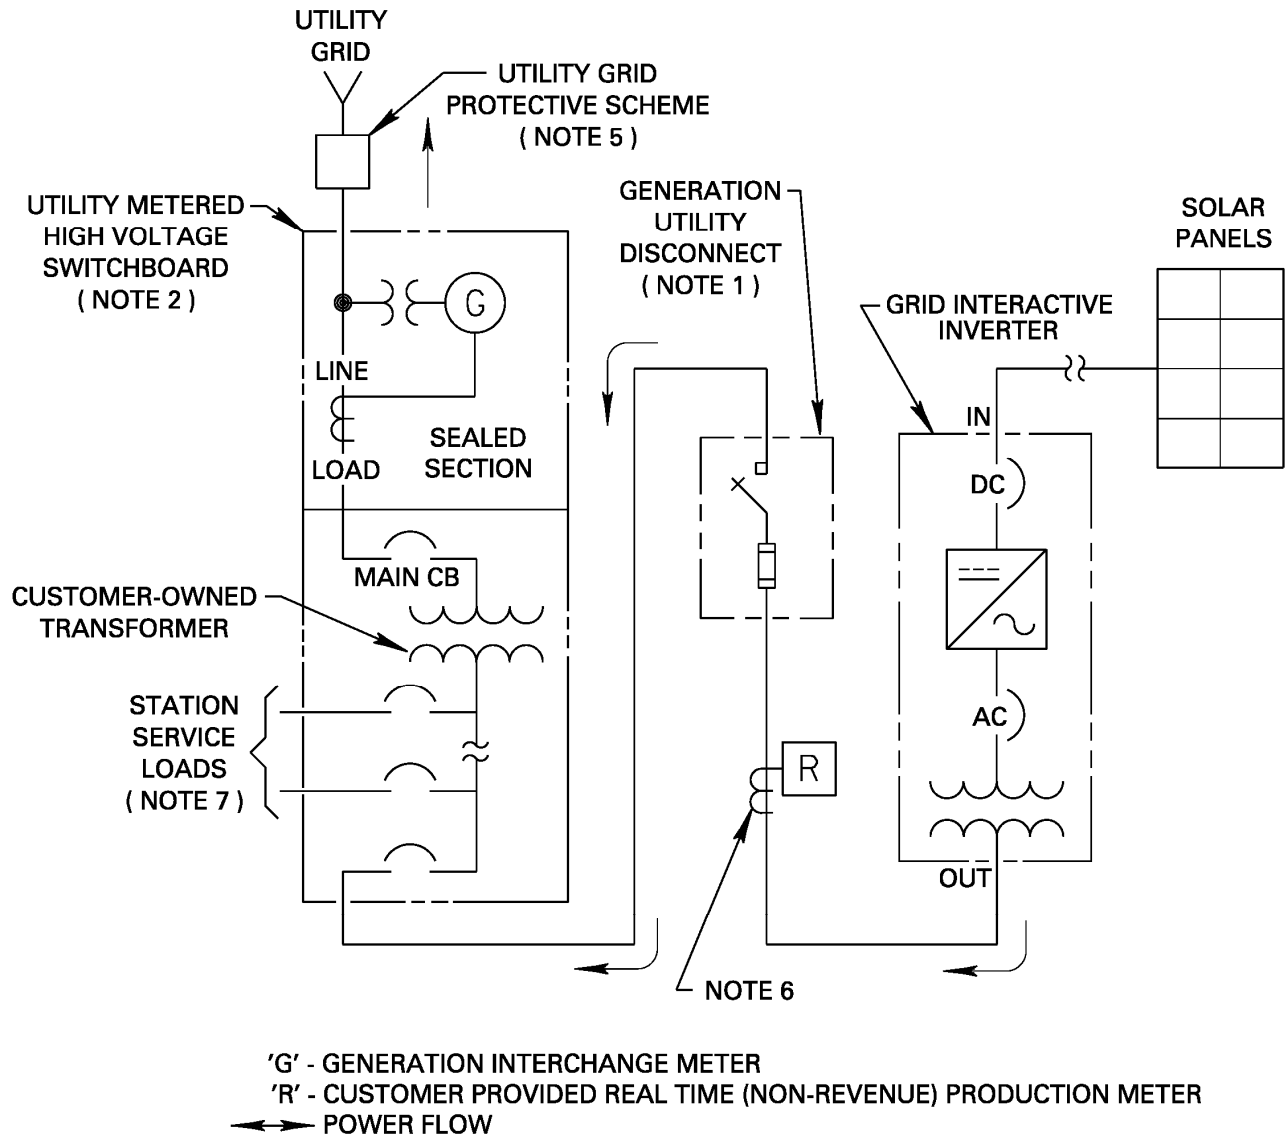 UTILITY
GRID
UTILITY GRID
PROTECTIVE SCHEME
( NOTE 5 )
UTILITY METERED
HIGH VOLTAGE
SWITCHBOARD
( NOTE 2 )
GENERATION
UTILITY
DISCONNECT
( NOTE 1 )
SOLAR
PANELS
GRID INTERACTIVE
INVERTER
G
LINE
LOAD
SEALED
SECTION
IN
DC
MAIN CB
CUSTOMER-OWNED
TRANSFORMER
STATION
SERVICE
LOADS
( NOTE 7 )
R
AC
OUT
NOTE 6
'G' - GENERATION INTERCHANGE METER
'R' - CUSTOMER PROVIDED REAL TIME (NON-REVENUE) PRODUCTION METER
POWER FLOW